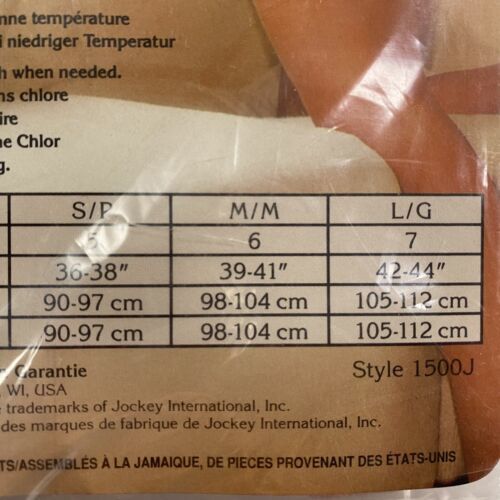 nne température
i niedriger Temperatur
h when needed.
ns chlore
ire
ne Chlor
g.
S/P M/M L/G
5 6 7
36-38" 39-41" 42-44"
90-97 cm 98-104 cm 105-112 cm
90-97 cm 98-104 cm 105-112 cm
Garantie
Style 1500J
, WI, USA
e trademarks of Jockey International, Inc.
des marques de fabrique de Jockey International, Inc.
TS/ASSEMBLÉS À LA JAMAIQUE, DE PIECES PROVENANT DES ÉTATS-UNIS